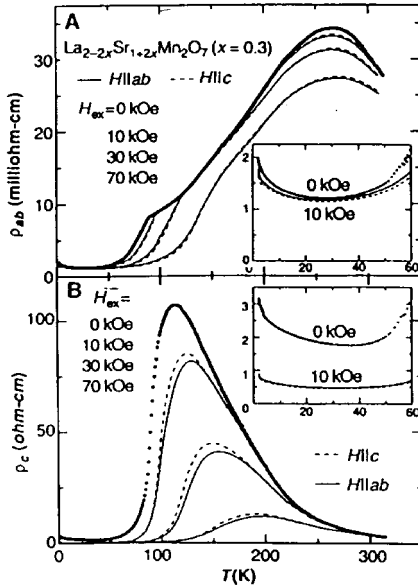 A
La2-2xSr1+2xMn2O7 (x = 0.3)
H||ab H||c
Hex=0 kOe
10 kOe
30 kOe
70 kOe
ρab (milliohm-cm)
30
20
10
0
2
1
0 kOe
10 kOe
0 20 40 60
B
Hex=
0 kOe
10 kOe
30 kOe
70 kOe
ρc (ohm-cm)
100
50
0
3
2
1
0
0 kOe
10 kOe
0 20 40 60
H||c
H||ab
0 100 200 300
T(K)